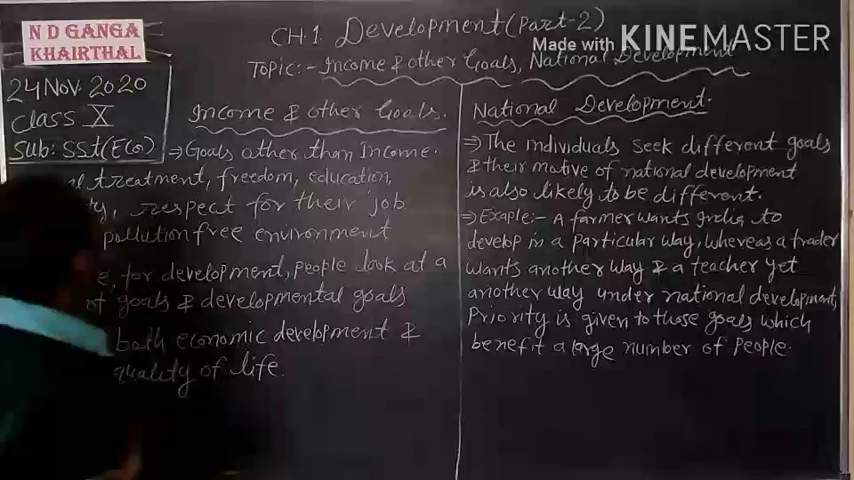 N D GANGA
KHAIRTHAL
24 Nov. 2020
Class X
Sub: SSt(Eco)
CH.1. Development (Part-2)
Made with KINEMASTER
Topic:- Income & other Goals, National Development
Income & other Goals.
⇒ Goals other than Income.
treatment, freedom, education,
respect for their job
pollution free environment
for development, people look at a
of goals & developmental goals
both economic development &
quality of life.
National Development.
⇒ The individuals seek different goals
& their motive of national development
is also likely to be different.
⇒ Exaple:- A farmer wants India to
develop in a particular way, whereas a trader
wants another way & a teacher yet
another way under national development,
Priority is given to those goals which
benefit a large number of People.